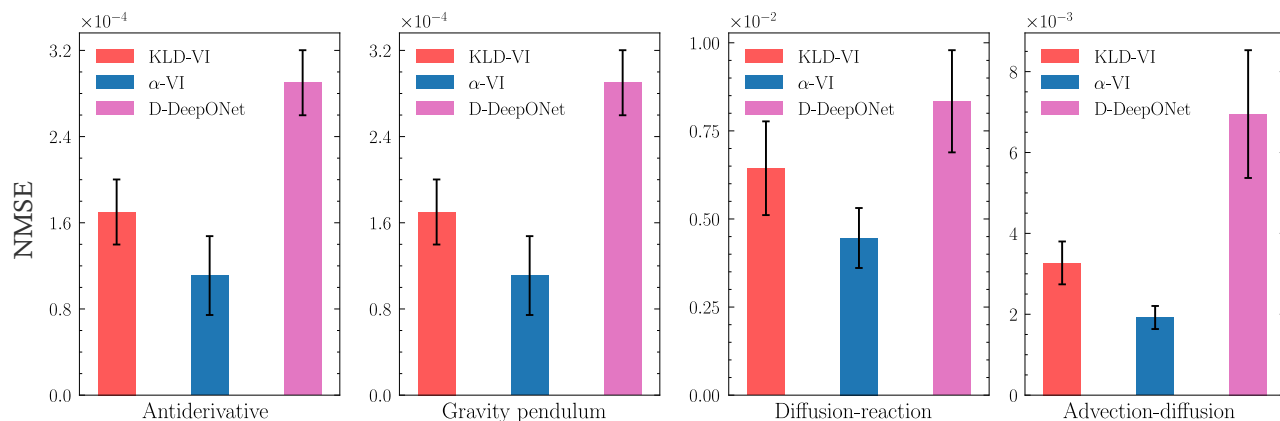 NMSE
×10⁻⁴
3.2
2.4
1.6
0.8
0.0
KLD-VI
α-VI
D-DeepONet
Antiderivative
×10⁻⁴
3.2
2.4
1.6
0.8
0.0
KLD-VI
α-VI
D-DeepONet
Gravity pendulum
×10⁻²
1.00
0.75
0.50
0.25
0.00
KLD-VI
α-VI
D-DeepONet
Diffusion-reaction
×10⁻³
8
6
4
2
0
KLD-VI
α-VI
D-DeepONet
Advection-diffusion